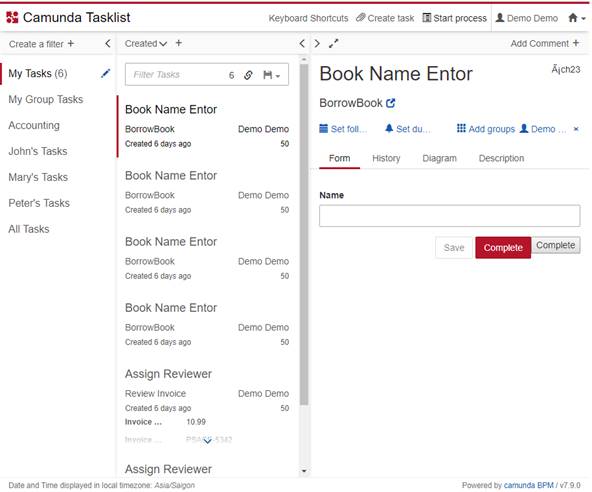 Camunda Tasklist
Keyboard Shortcuts Create task Start process Demo Demo
Create a filter + <
Created + <
> Add Comment +
My Tasks (6)
My Group Tasks
Accounting
John's Tasks
Mary's Tasks
Peter's Tasks
All Tasks
Filter Tasks 6
Book Name Entor
BorrowBook Demo Demo
Created 6 days ago 50
Book Name Entor
BorrowBook Demo Demo
Created 6 days ago 50
Book Name Entor
BorrowBook Demo Demo
Created 6 days ago 50
Book Name Entor
BorrowBook Demo Demo
Created 6 days ago 50
Assign Reviewer
Review Invoice Demo Demo
Created 6 days ago 50
Invoice ... 10.99
Invoice ... PSACE-5342
Assign Reviewer
Book Name Entor
Ã¡ch23
BorrowBook
Set foll... Set du... Add groups Demo ... ×
Form History Diagram Description
Name
Save Complete Complete
Date and Time displayed in local timezone: Asia/Saigon
Powered by camunda BPM / v7.9.0